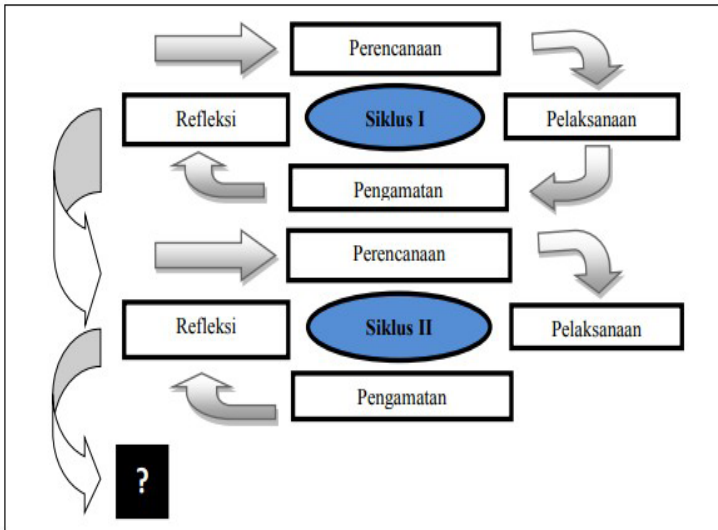 Perencanaan
Refleksi
Siklus I
Pelaksanaan
Pengamatan
Perencanaan
Refleksi
Siklus II
Pelaksanaan
Pengamatan
?